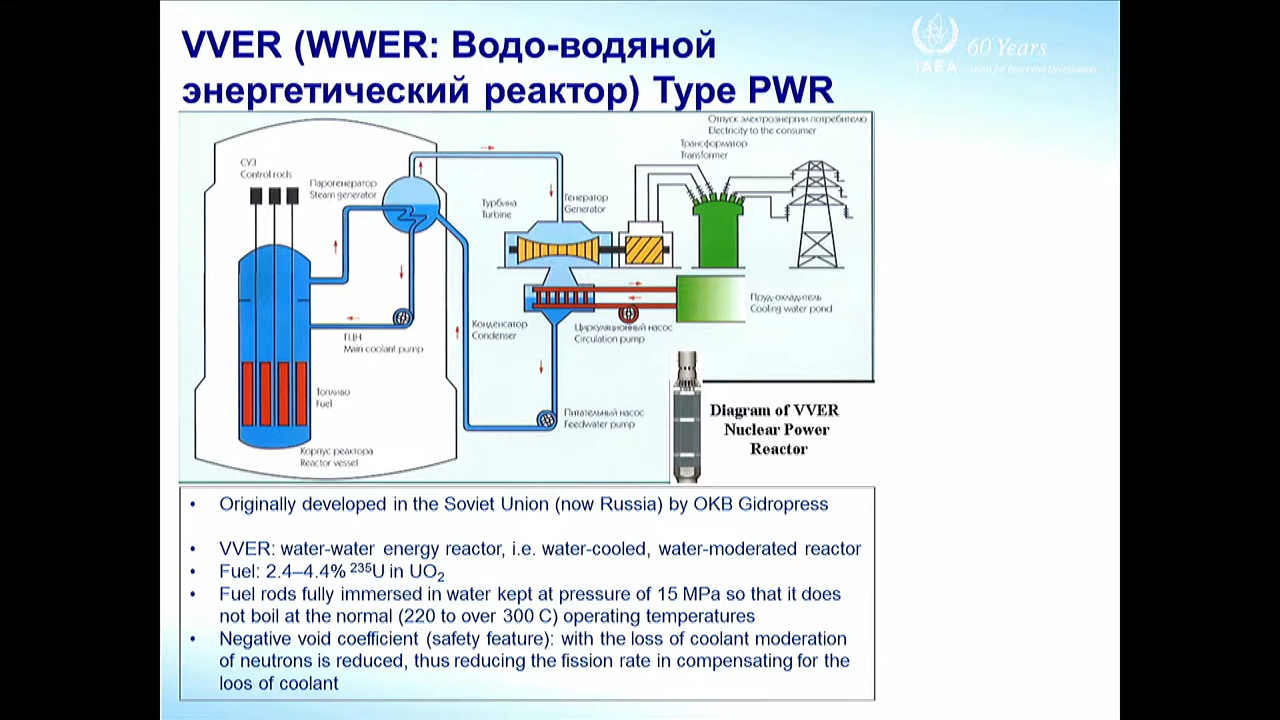 VVER (WWER: Водо-водяной
энергетический реактор) Type PWR
60 Years
IAEA
Atoms for Peace and Development
Отпуск электроэнергии потребителю
Electricity to the consumer
Трансформатор
Transformer
СУЗ
Control rods
Парогенератор
Steam generator
Турбина
Turbine
Генератор
Generator
Пруд-охладитель
Cooling water pond
Конденсатор
Condenser
Циркуляционный насос
Circulation pump
ГЦН
Main coolant pump
Топливо
Fuel
Питательный насос
Feedwater pump
Корпус реактора
Reactor vessel
Diagram of VVER
Nuclear Power
Reactor
• Originally developed in the Soviet Union (now Russia) by OKB Gidropress
• VVER: water-water energy reactor, i.e. water-cooled, water-moderated reactor
• Fuel: 2.4–4.4% ²³⁵U in UO₂
• Fuel rods fully immersed in water kept at pressure of 15 MPa so that it does
not boil at the normal (220 to over 300 C) operating temperatures
• Negative void coefficient (safety feature): with the loss of coolant moderation
of neutrons is reduced, thus reducing the fission rate in compensating for the
loos of coolant